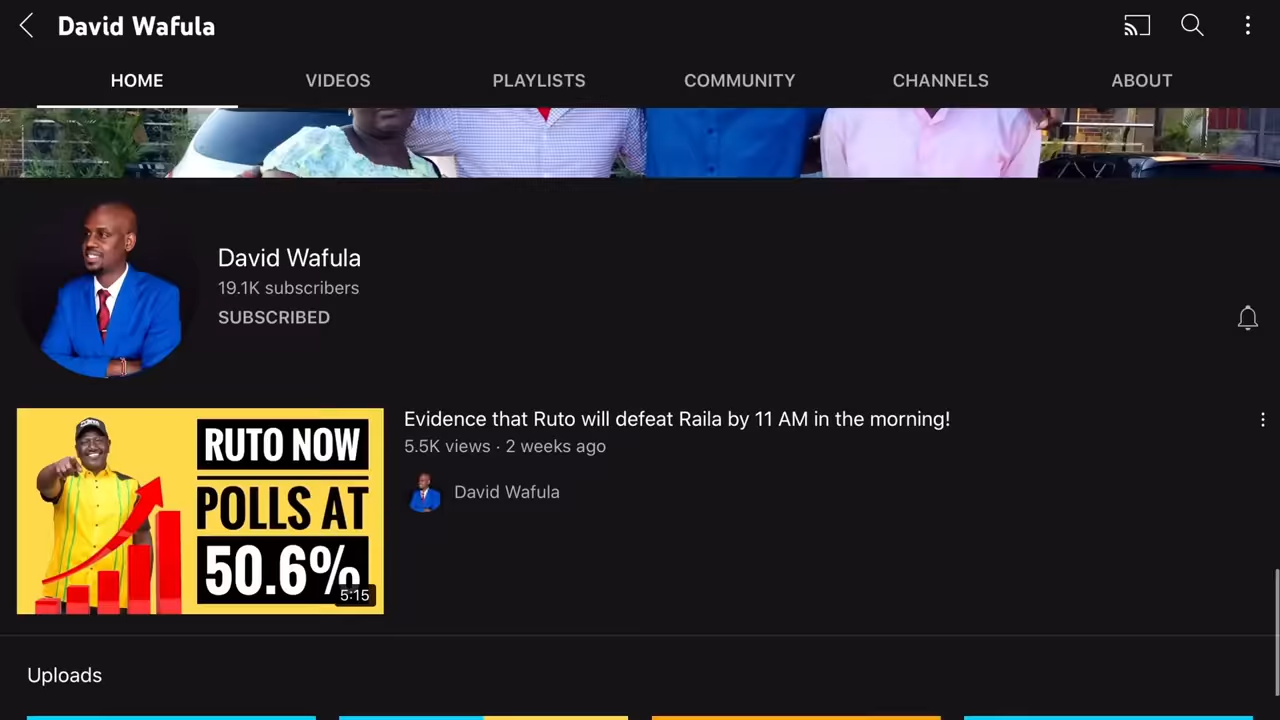 David Wafula
HOME
VIDEOS
PLAYLISTS
COMMUNITY
CHANNELS
ABOUT
David Wafula
19.1K subscribers
SUBSCRIBED
RUTO NOW
POLLS AT
50.6%
5:15
Evidence that Ruto will defeat Raila by 11 AM in the morning!
5.5K views · 2 weeks ago
David Wafula
Uploads